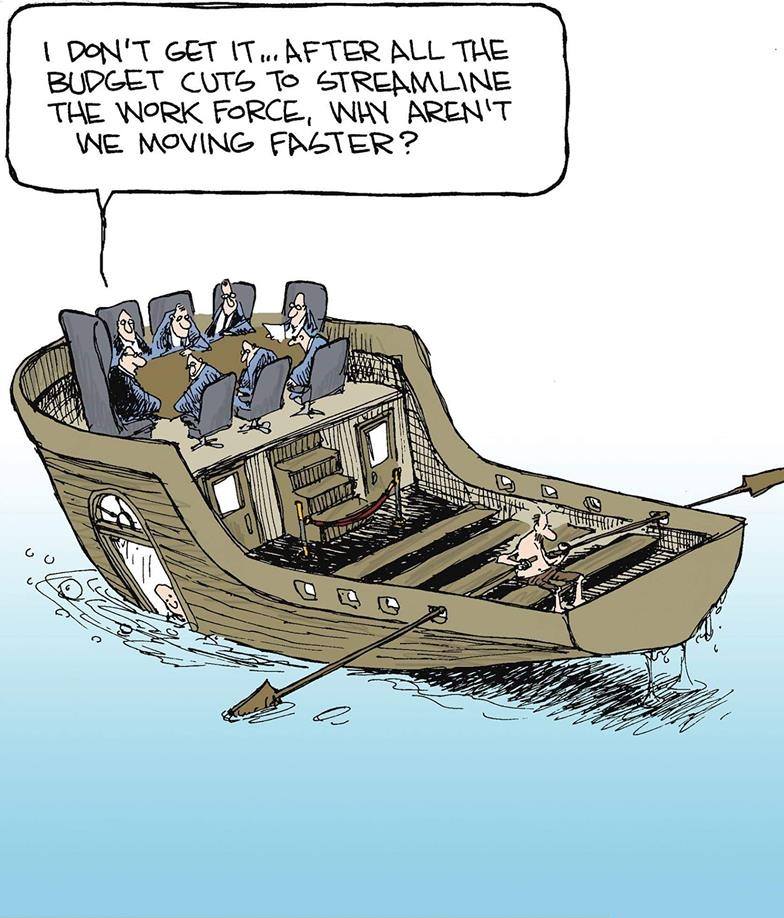 I DON'T GET IT...AFTER ALL THE
BUDGET CUTS TO STREAMLINE
THE WORK FORCE, WHY AREN'T
WE MOVING FASTER?